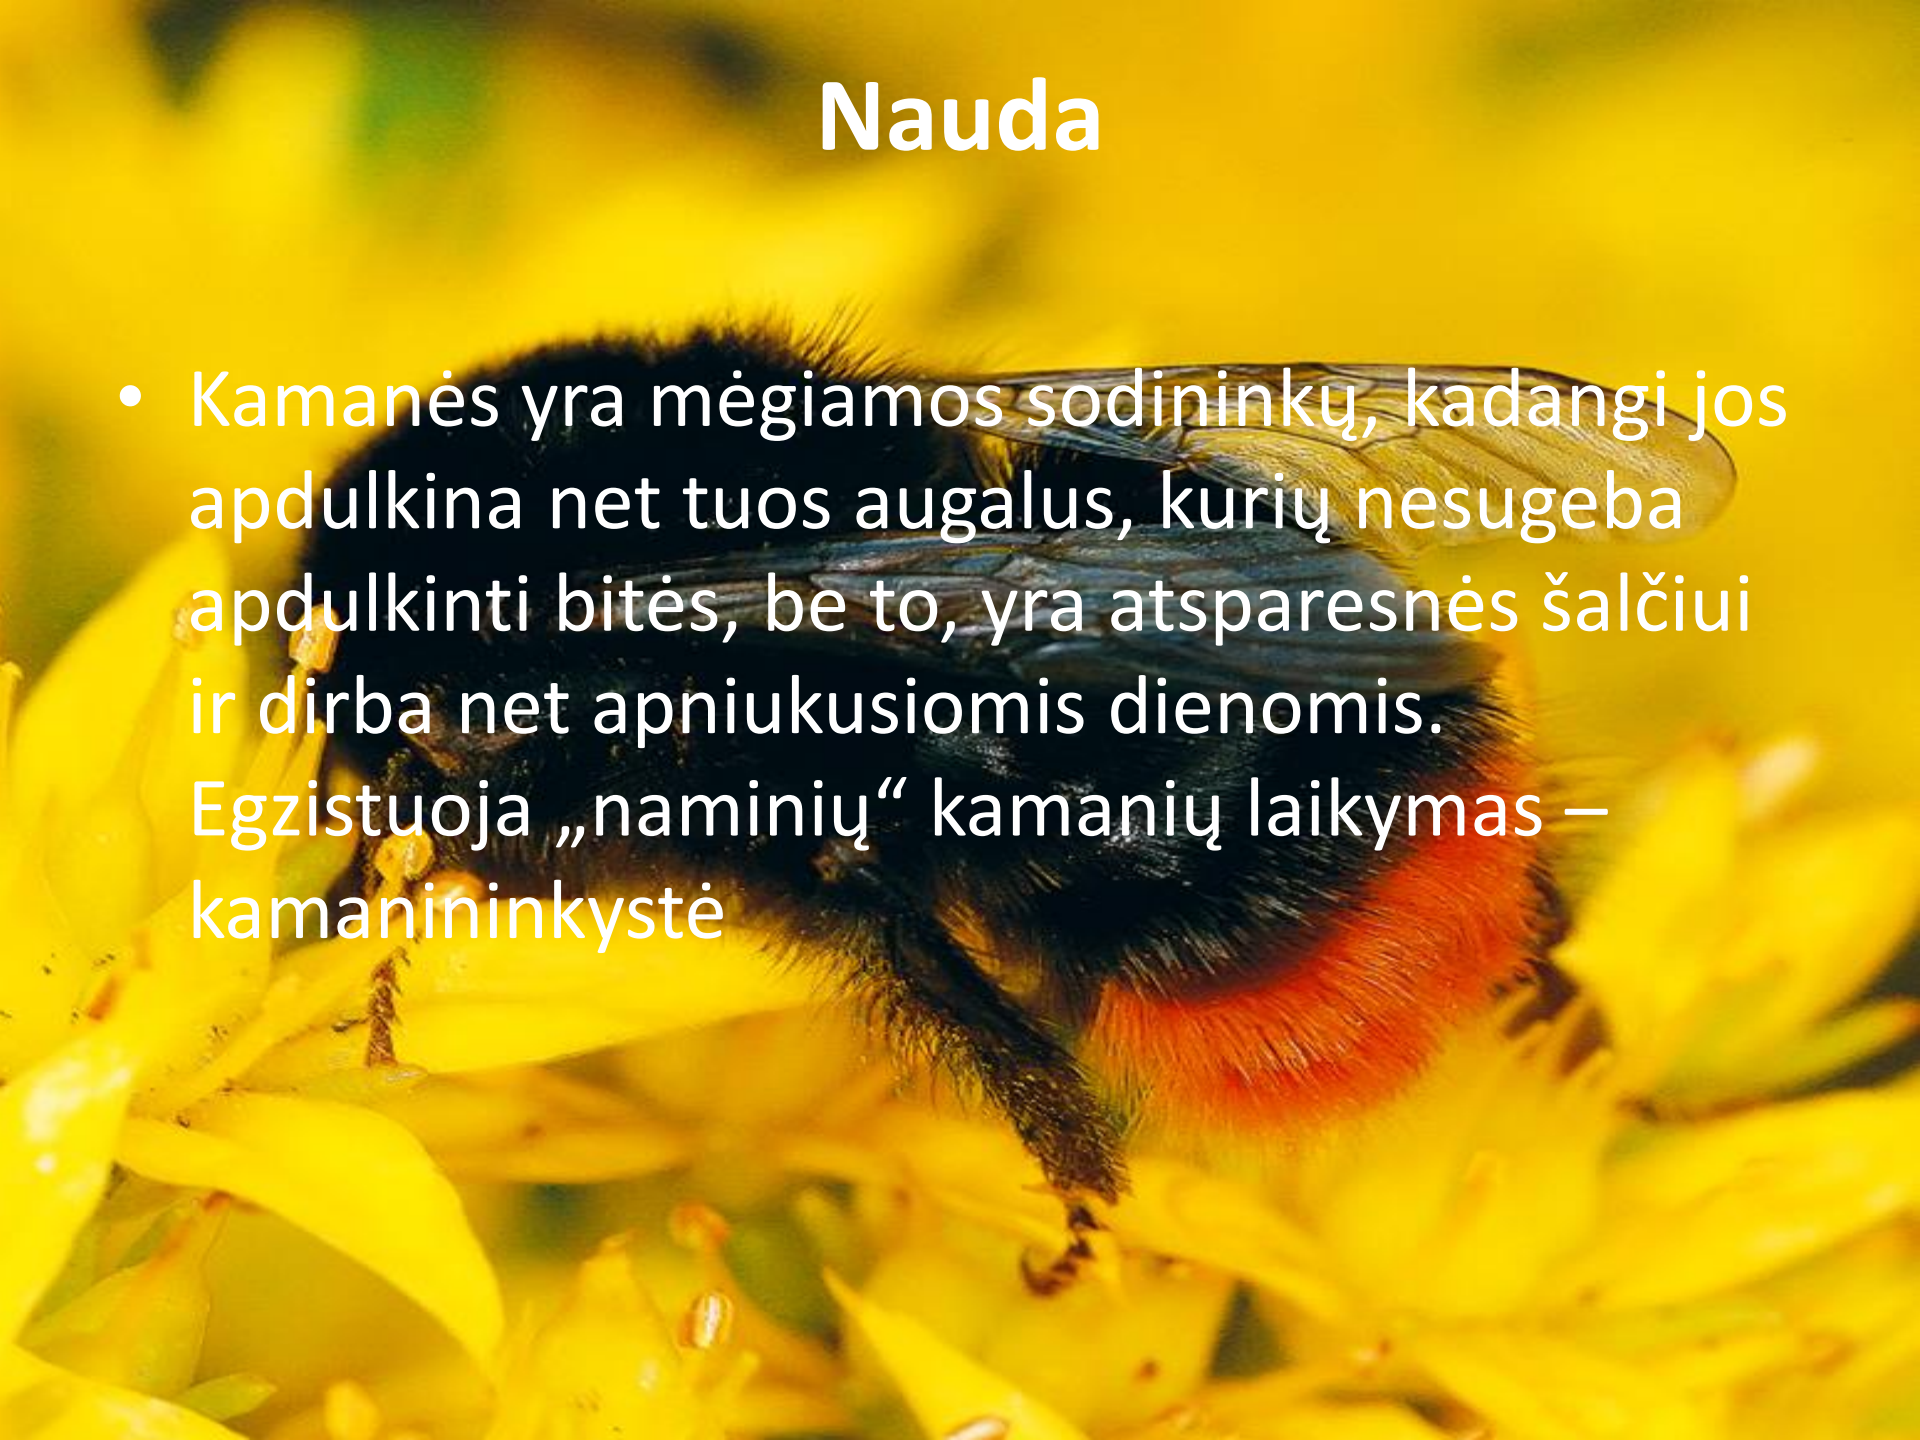 Nauda
• Kamanės yra mėgiamos sodininkų, kadangi jos
apdulkina net tuos augalus, kurių nesugeba
apdulkinti bitės, be to, yra atsparesnės šalčiui
ir dirba net apniukusiomis dienomis.
Egzistuoja „naminių“ kamanių laikymas –
kamanininkystė